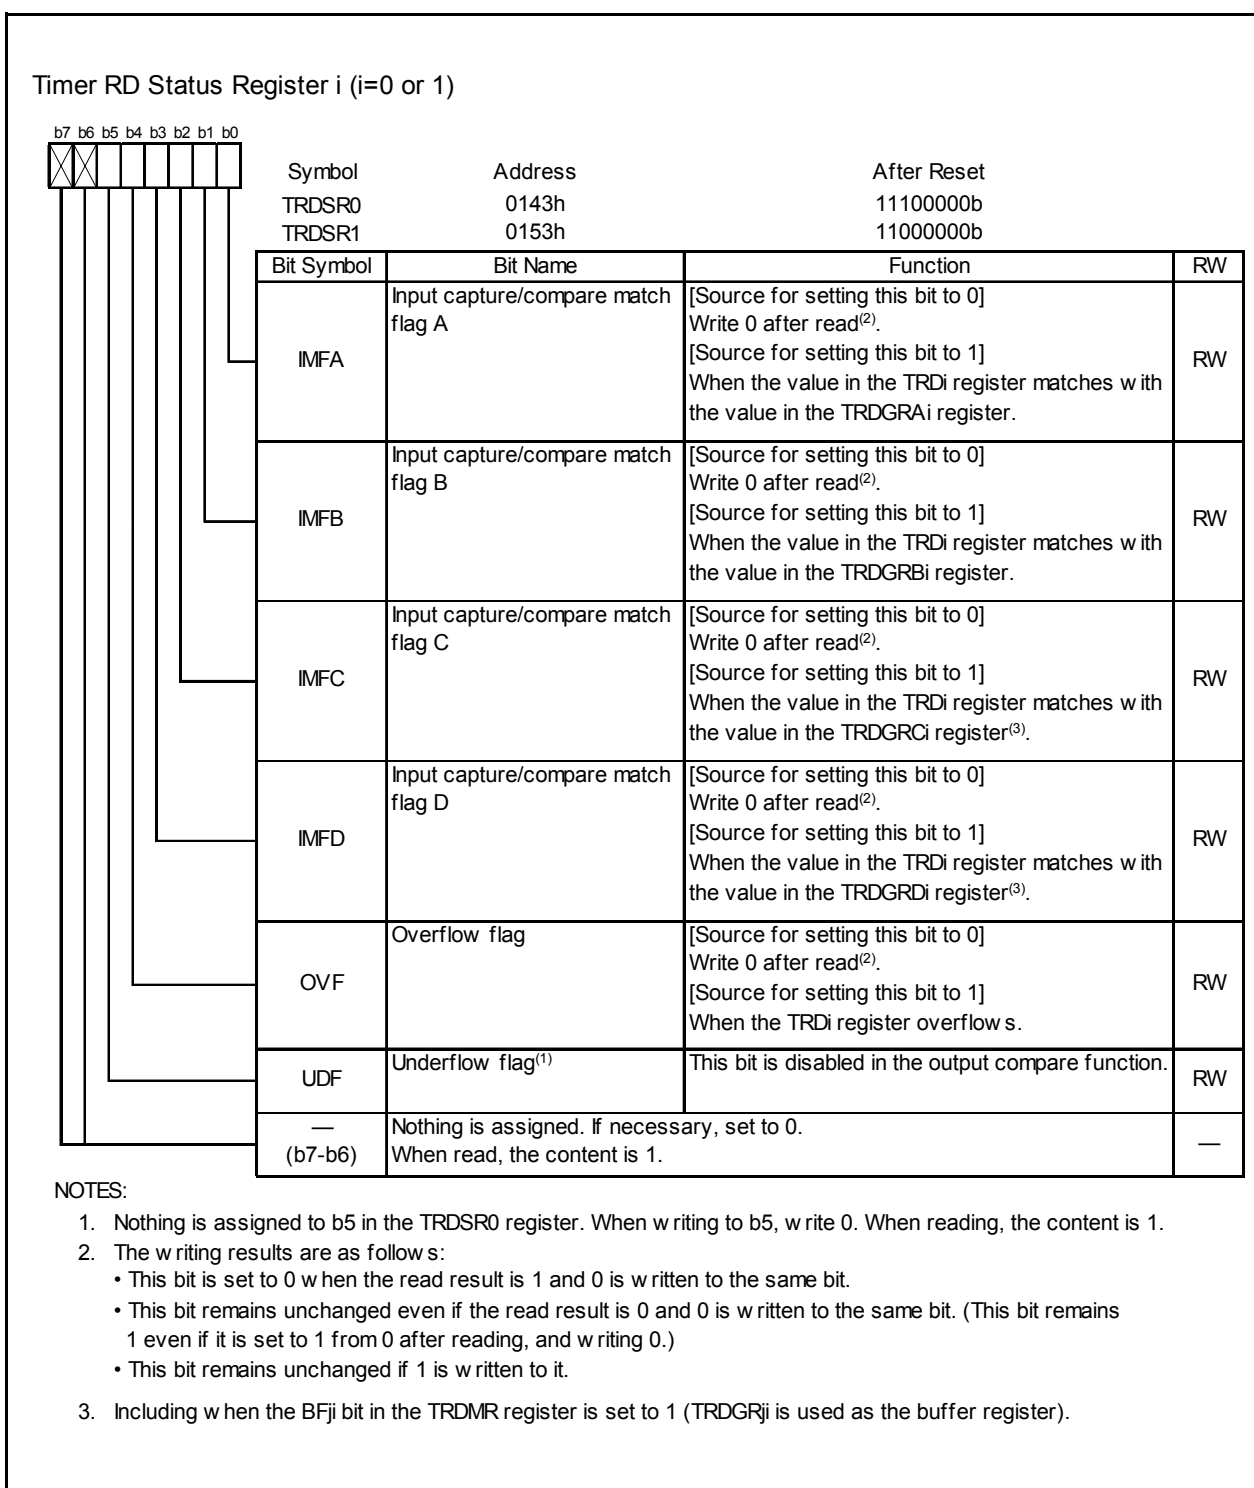 Timer RD Status Register i (i=0 or 1)
b7 b6 b5 b4 b3 b2 b1 b0
Symbol Address After Reset
TRDSR0 0143h 11100000b
TRDSR1 0153h 11000000b
Bit Symbol Bit Name Function RW
IMFA
Input capture/compare match
flag A
[Source for setting this bit to 0]
Write 0 after read(2).
[Source for setting this bit to 1]
When the value in the TRDi register matches with
the value in the TRDGRAi register.
RW
IMFB
Input capture/compare match
flag B
[Source for setting this bit to 0]
Write 0 after read(2).
[Source for setting this bit to 1]
When the value in the TRDi register matches with
the value in the TRDGRBi register.
RW
IMFC
Input capture/compare match
flag C
[Source for setting this bit to 0]
Write 0 after read(2).
[Source for setting this bit to 1]
When the value in the TRDi register matches with
the value in the TRDGRCi register(3).
RW
IMFD
Input capture/compare match
flag D
[Source for setting this bit to 0]
Write 0 after read(2).
[Source for setting this bit to 1]
When the value in the TRDi register matches with
the value in the TRDGRDi register(3).
RW
OVF
Overflow flag
[Source for setting this bit to 0]
Write 0 after read(2).
[Source for setting this bit to 1]
When the TRDi register overflows.
RW
UDF
Underflow flag(1)
This bit is disabled in the output compare function.
RW
—
(b7-b6)
Nothing is assigned. If necessary, set to 0.
When read, the content is 1.
—
NOTES:
1. Nothing is assigned to b5 in the TRDSR0 register. When writing to b5, write 0. When reading, the content is 1.
2. The writing results are as follows:
• This bit is set to 0 when the read result is 1 and 0 is written to the same bit.
• This bit remains unchanged even if the read result is 0 and 0 is written to the same bit. (This bit remains
1 even if it is set to 1 from 0 after reading, and writing 0.)
• This bit remains unchanged if 1 is written to it.
3. Including when the BFji bit in the TRDMR register is set to 1 (TRDGRji is used as the buffer register).